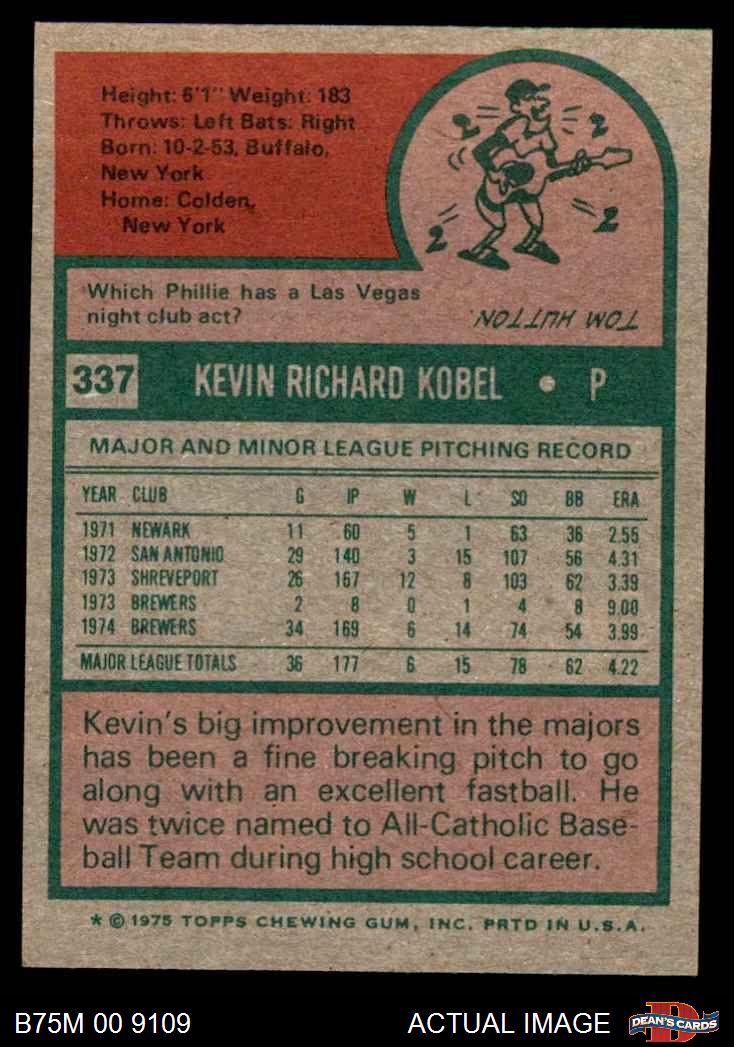 Height: 6'1" Weight: 183
Throws: Left Bats: Right
Born: 10-2-53, Buffalo,
New York
Home: Colden,
New York
2 2
2 2
Which Phillie has a Las Vegas
night club act?
TOM HUTTON.
337 KEVIN RICHARD KOBEL • P
MAJOR AND MINOR LEAGUE PITCHING RECORD
YEAR CLUB G IP W L SO BB ERA
1971 NEWARK 11 60 5 1 63 36 2.55
1972 SAN ANTONIO 29 140 3 15 107 56 4.31
1973 SHREVEPORT 26 167 12 8 103 62 3.39
1973 BREWERS 2 8 0 1 4 8 9.00
1974 BREWERS 34 169 6 14 74 54 3.99
MAJOR LEAGUE TOTALS 36 177 6 15 78 62 4.22
Kevin's big improvement in the majors
has been a fine breaking pitch to go
along with an excellent fastball. He
was twice named to All-Catholic Base-
ball Team during high school career.
* © 1975 TOPPS CHEWING GUM, INC. PRTD IN U.S.A.
B75M 00 9109 ACTUAL IMAGE D DEAN'S CARDS